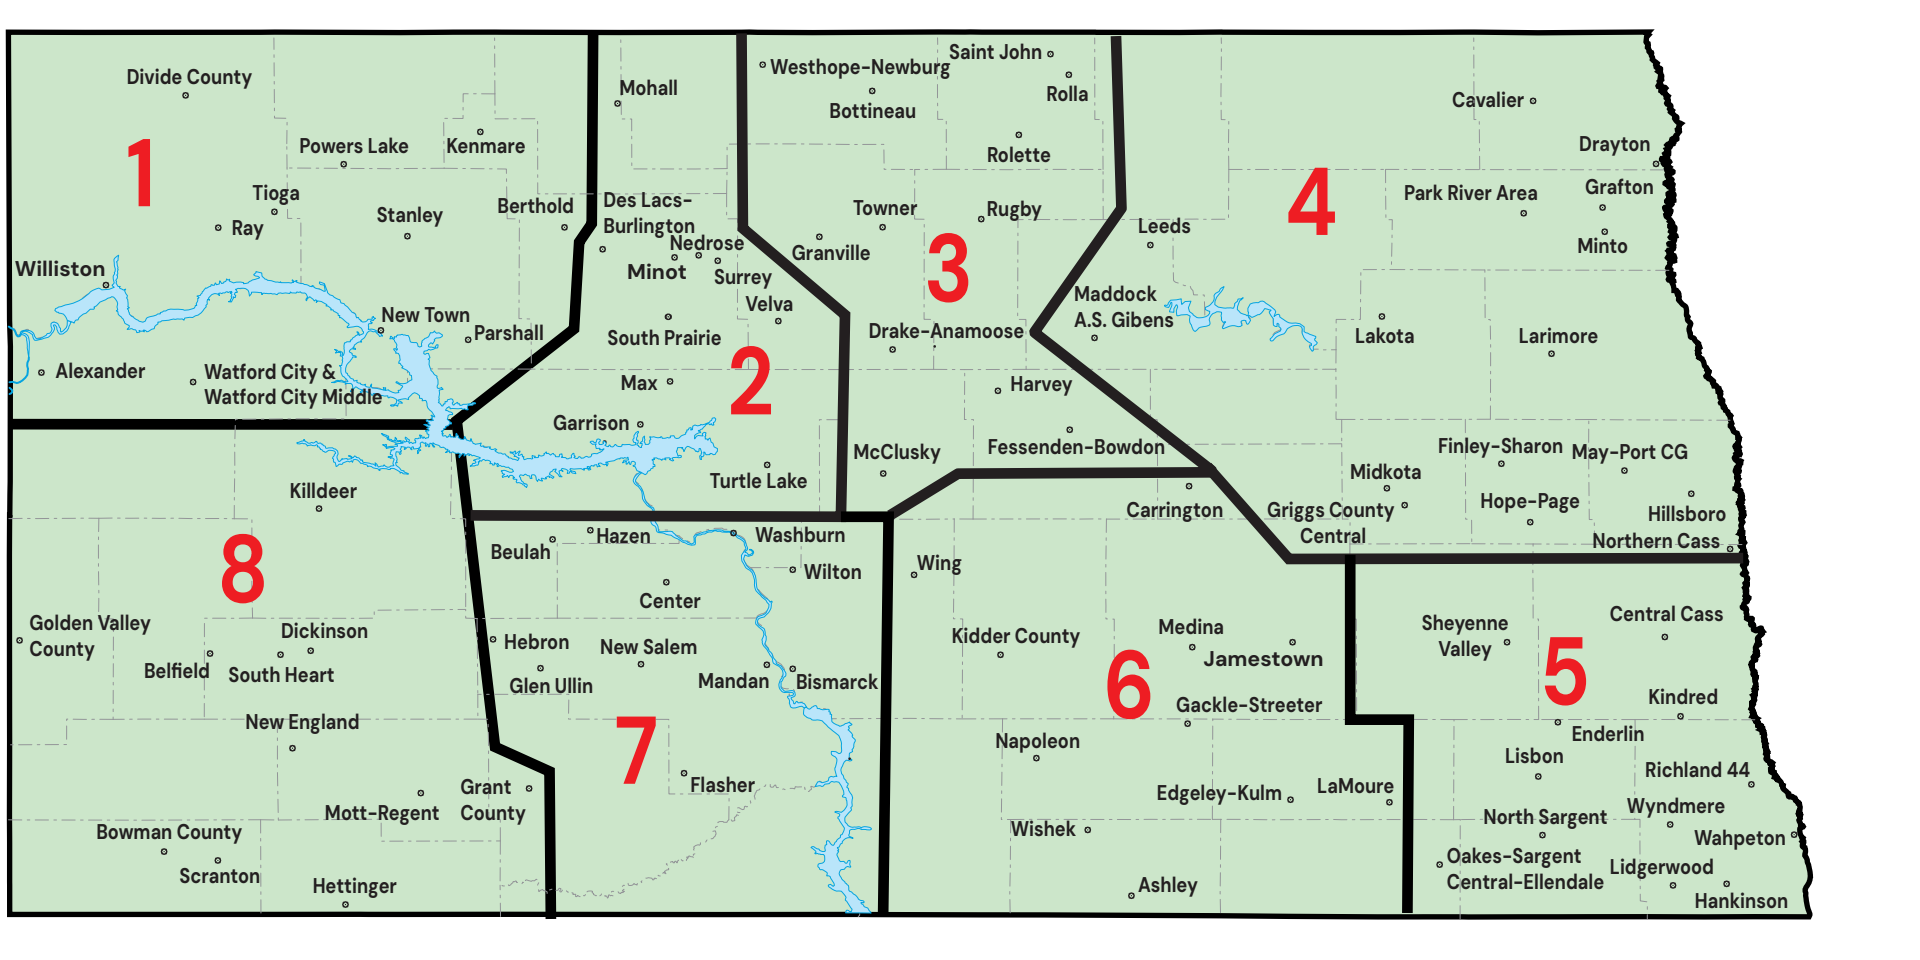 Divide County
1
Powers Lake
Kenmare
Tioga
Ray
Stanley
Berthold
Williston
New Town
Parshall
Alexander
Watford City &
Watford City Middle
Mohall
Des Lacs-
Burlington
Nedrose
Minot
Surrey
Velva
South Prairie
2
Max
Garrison
Turtle Lake
Westhope-Newburg
Saint John
Rolla
Bottineau
Rolette
Towner
Rugby
Granville
3
Drake-Anamoose
Harvey
Fessenden-Bowdon
McClusky
Cavalier
Drayton
4
Park River Area
Grafton
Minto
Leeds
Maddock
A.S. Gibens
Lakota
Larimore
Finley-Sharon
May-Port CG
Midkota
Hope-Page
Griggs County
Central
Hillsboro
Northern Cass
Killdeer
8
Golden Valley
County
Dickinson
Belfield
South Heart
New England
Mott-Regent
Grant
County
Bowman County
Scranton
Hettinger
Hazen
Beulah
Washburn
Wilton
Center
Hebron
New Salem
Glen Ullin
Mandan
Bismarck
7
Flasher
Carrington
Wing
Kidder County
Medina
Jamestown
6
Gackle-Streeter
Napoleon
Edgeley-Kulm
LaMoure
Wishek
Ashley
Central Cass
Sheyenne
Valley
5
Kindred
Enderlin
Lisbon
Richland 44
Wyndmere
North Sargent
Wahpeton
Oakes-Sargent
Central-Ellendale
Lidgerwood
Hankinson